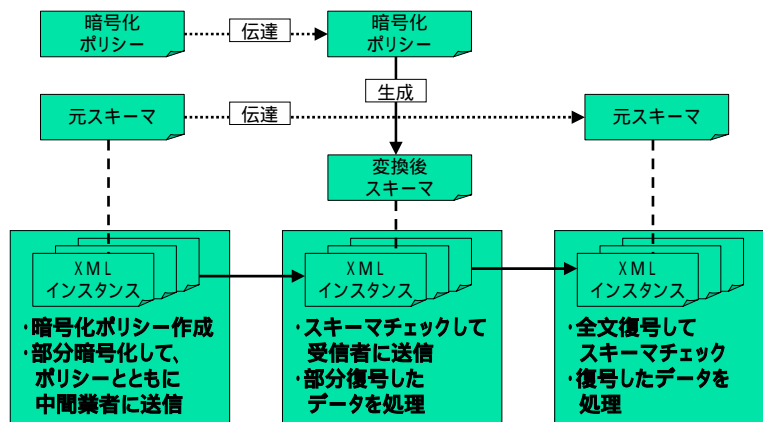 暗号化
ポリシー
伝達
暗号化
ポリシー
生成
元スキーマ
伝達
元スキーマ
変換後
スキーマ
XML
インスタンス
・暗号化ポリシー作成
・部分暗号化して、
ポリシーとともに
中間業者に送信
XML
インスタンス
・スキーマチェックして
受信者に送信
・部分復号した
データを処理
XML
インスタンス
・全文復号して
スキーマチェック
・復号したデータを
処理